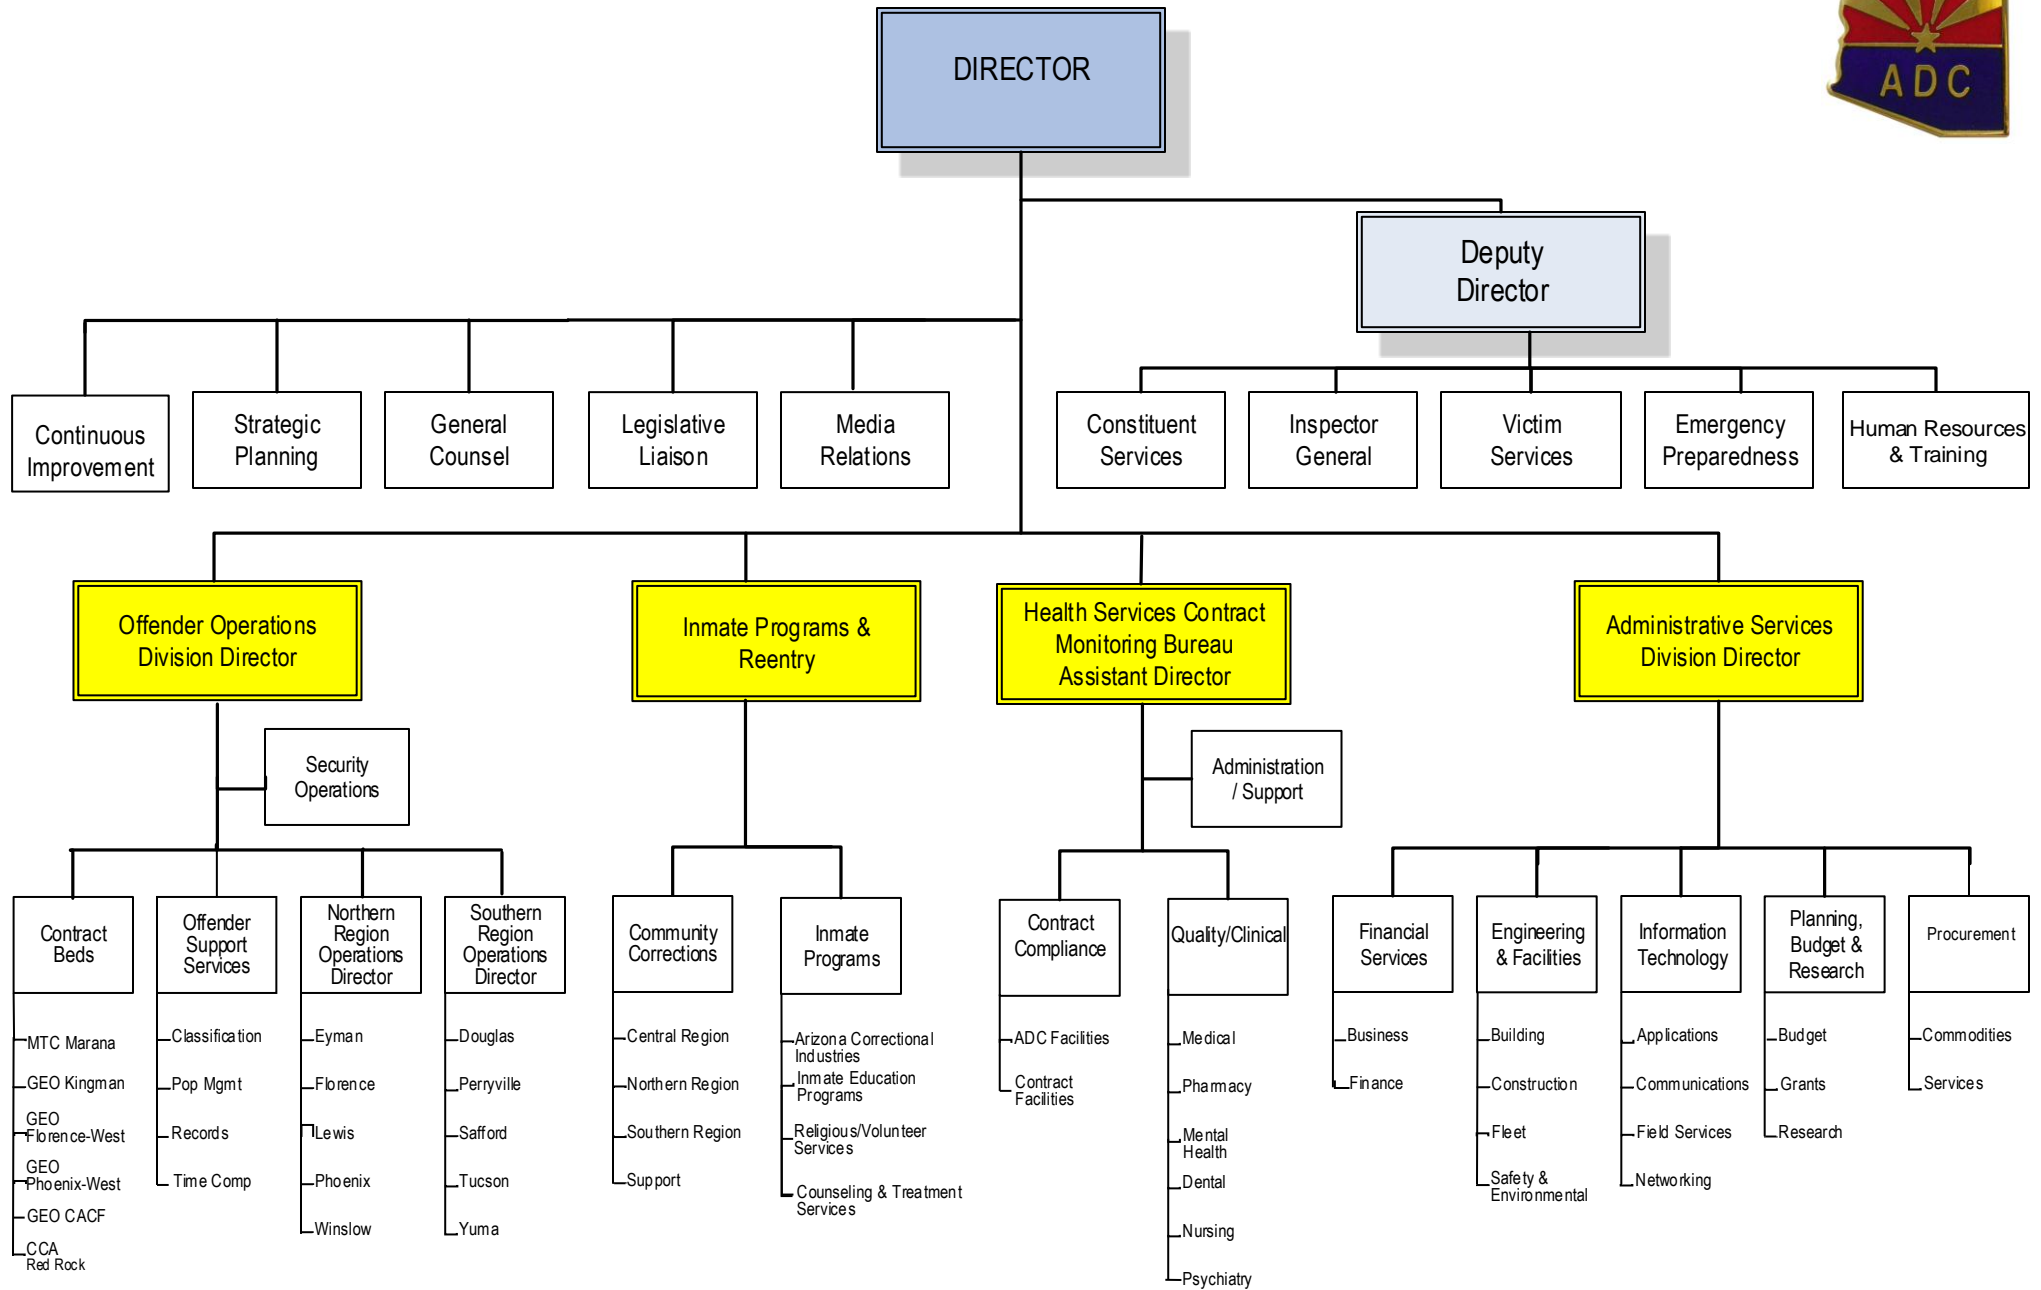 DIRECTOR
ADC
Deputy
Director
Continuous
Improvement
Strategic
Planning
General
Counsel
Legislative
Liaison
Media
Relations
Constituent
Services
Inspector
General
Victim
Services
Emergency
Preparedness
Human Resources
& Training
Offender Operations
Division Director
Inmate Programs &
Reentry
Health Services Contract
Monitoring Bureau
Assistant Director
Administrative Services
Division Director
Security
Operations
Administration
/ Support
Contract
Beds
MTC Marana
GEO Kingman
GEO
Florence-West
GEO
Phoenix-West
GEO CACF
CCA
Red Rock
Offender
Support
Services
Classification
Pop Mgmt
Records
Time Comp
Northern
Region
Operations
Director
Eyman
Florence
Lewis
Phoenix
Winslow
Southern
Region
Operations
Director
Douglas
Perryville
Safford
Tucson
Yuma
Community
Corrections
Central Region
Northern Region
Southern Region
Support
Inmate
Programs
Arizona Correctional
Industries
Inmate Education
Programs
Religious/Volunteer
Services
Counseling & Treatment
Services
Contract
Compliance
ADC Facilities
Contract
Facilities
Quality/Clinical
Medical
Pharmacy
Mental
Health
Dental
Nursing
Psychiatry
Financial
Services
Business
Finance
Engineering
& Facilities
Building
Construction
Fleet
Safety &
Environmental
Information
Technology
Applications
Communications
Field Services
Networking
Planning,
Budget &
Research
Budget
Grants
Research
Procurement
Commodities
Services